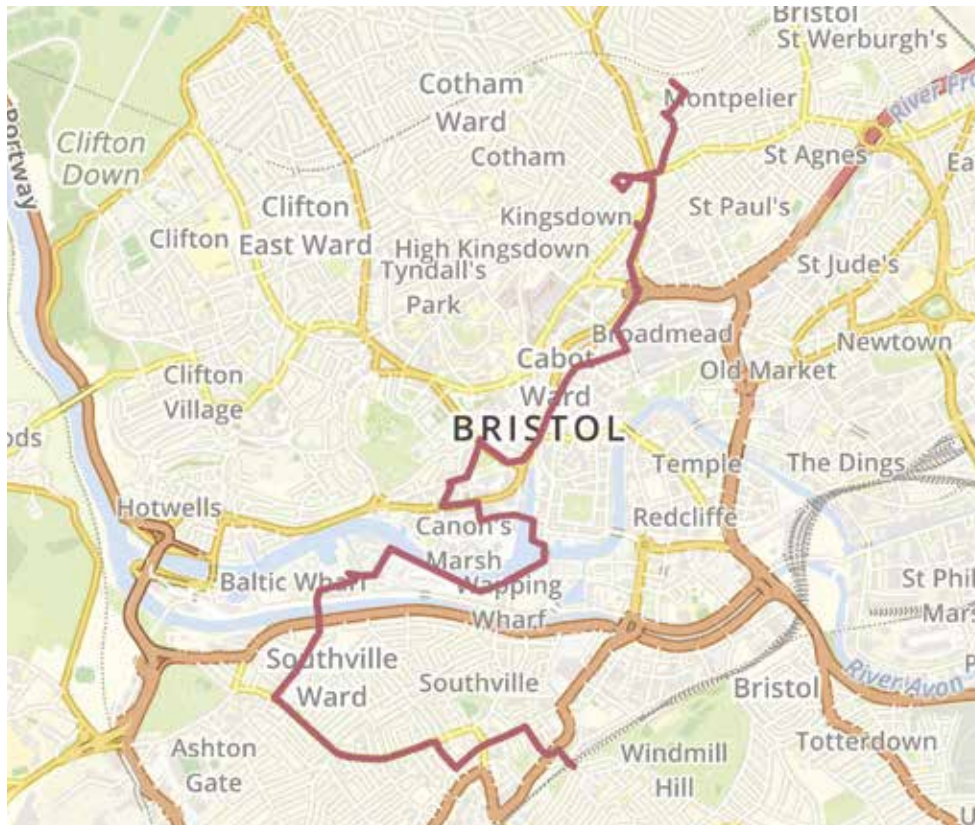 Bristol
St Werburgh's
Cotham
Ward
Montpelier
River Fro
Portway
Clifton
Down
Cotham
St Agnes
Ea
Clifton
East Ward
Kingsdown
St Paul's
Clifton
High Kingsdown
Tyndall's
Park
St Jude's
Broadmead
Newtown
Cabot
Ward
Old Market
Clifton
Village
BRISTOL
ods
Temple
The Dings
Hotwells
Canon's
Marsh
Redcliffe
Baltic Wharf
Wapping
Wharf
St Phil
Mars
Southville
Ward
Southville
Bristol
River Avon
P
Ashton
Gate
Windmill
Hill
Totterdown
U